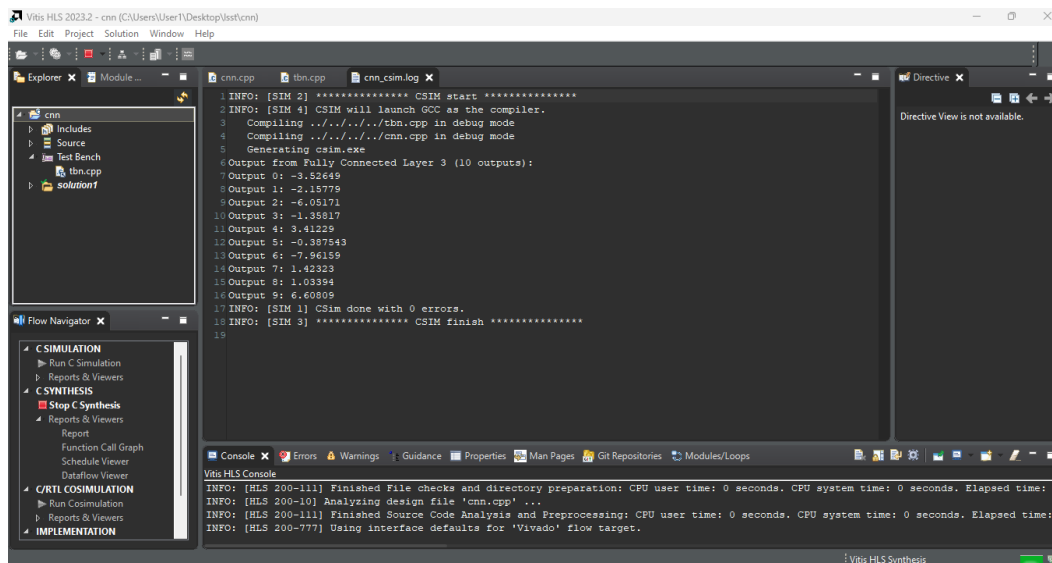 Vitis HLS 2023.2 - cnn (C:\Users\User1\Desktop\lsst\cnn)
File Edit Project Solution Window Help
Explorer Module ...
cnn
Includes
Source
Test Bench
tbn.cpp
solution1
Flow Navigator
C SIMULATION
Run C Simulation
Reports & Viewers
C SYNTHESIS
Stop C Synthesis
Reports & Viewers
Report
Function Call Graph
Schedule Viewer
Dataflow Viewer
C/RTL COSIMULATION
Run Cosimulation
Reports & Viewers
IMPLEMENTATION
cnn.cpp tbn.cpp cnn_csim.log
1 INFO: [SIM 2] *************** CSIM start ***************
2 INFO: [SIM 4] CSIM will launch GCC as the compiler.
3 Compiling ../../../../tbn.cpp in debug mode
4 Compiling ../../../../cnn.cpp in debug mode
5 Generating csim.exe
6 Output from Fully Connected Layer 3 (10 outputs):
7 Output 0: -3.52649
8 Output 1: -2.15779
9 Output 2: -6.05171
10 Output 3: -1.35817
11 Output 4: 3.41229
12 Output 5: -0.387543
13 Output 6: -7.96159
14 Output 7: 1.42323
15 Output 8: 1.03394
16 Output 9: 6.60809
17 INFO: [SIM 1] CSim done with 0 errors.
18 INFO: [SIM 3] *************** CSIM finish ***************
19
Directive
Directive View is not available.
Console Errors Warnings Guidance Properties Man Pages Git Repositories Modules/Loops
Vitis HLS Console
INFO: [HLS 200-111] Finished File checks and directory preparation: CPU user time: 0 seconds. CPU system time: 0 seconds. Elapsed time:
INFO: [HLS 200-10] Analyzing design file 'cnn.cpp' ...
INFO: [HLS 200-111] Finished Source Code Analysis and Preprocessing: CPU user time: 0 seconds. CPU system time: 0 seconds. Elapsed time:
INFO: [HLS 200-777] Using interface defaults for 'Vivado' flow target.
Vitis HLS Synthesis